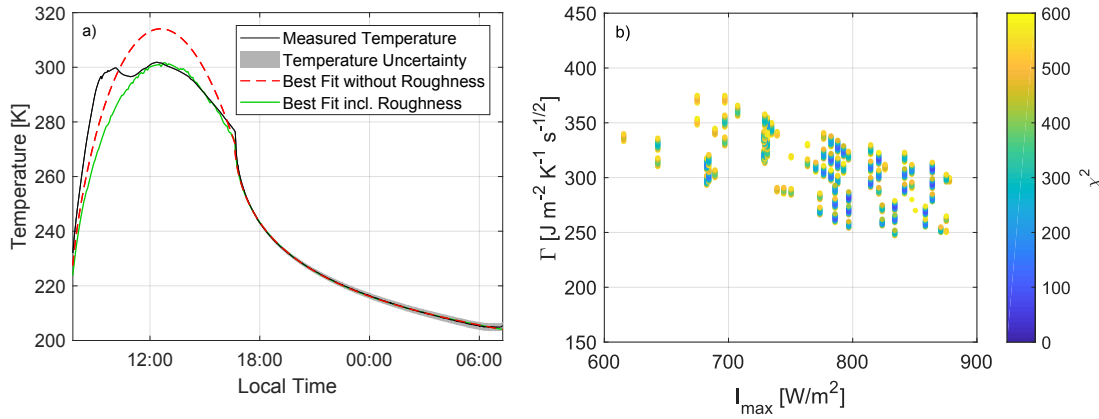 a)
Measured Temperature
Temperature Uncertainty
Best Fit without Roughness
Best Fit incl. Roughness
Temperature [K]
320
300
280
260
240
220
200
12:00
18:00
00:00
06:00
Local Time
b)
Γ [J m⁻² K⁻¹ s⁻¹/²]
450
400
350
300
250
200
150
600
700
800
900
I_max [W/m²]
600
500
400
300
200
100
0
χ²